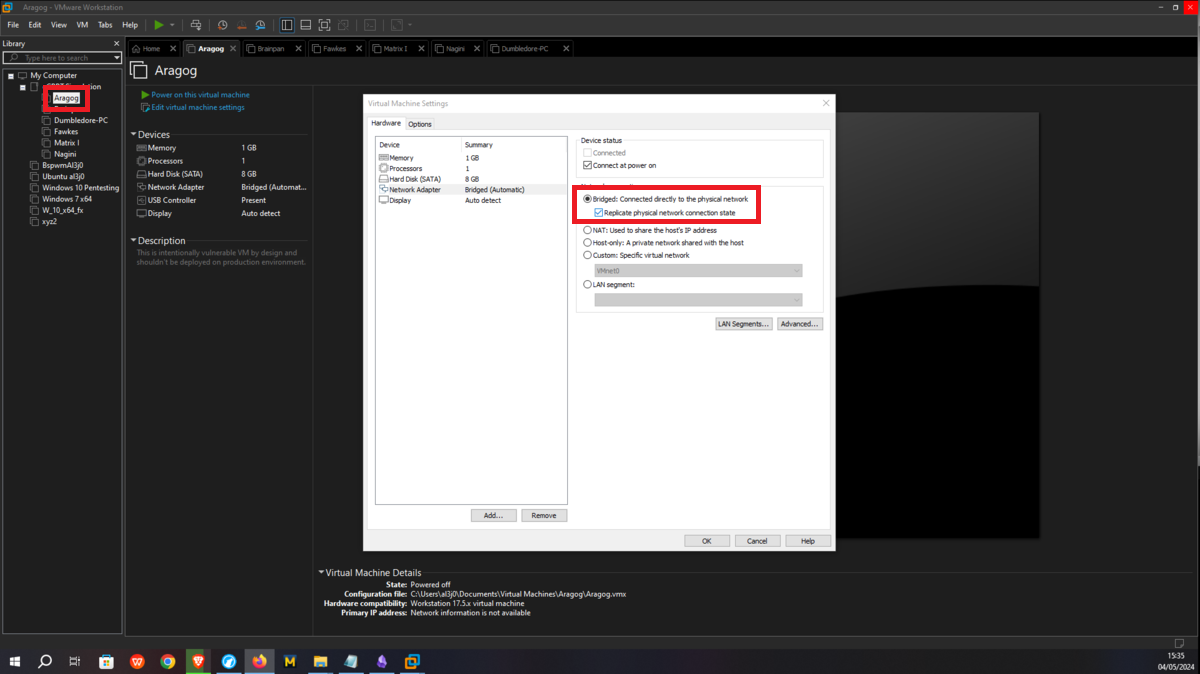 Aragog - VMware Workstation
File Edit View VM Tabs Help
Library
Type here to search
My Computer
Aragog
Dumbledore-PC
Fawkes
Matrix I
Nagini
BspwmAl3j0
Ubuntu al3j0
Windows 10 Pentesting
Windows 7 x64
W_10_x64_fx
xyz2
Home Aragog Brainpan Fawkes Matrix I Nagini Dumbledore-PC
Aragog
Power on this virtual machine
Edit virtual machine settings
Devices
Memory 1 GB
Processors 1
Hard Disk (SATA) 8 GB
Network Adapter Bridged (Automat...
USB Controller Present
Display Auto detect
Description
This is intentionally vulnerable VM by design and
shouldn't be deployed on production environment.
Virtual Machine Settings
Hardware Options
Device Summary
Memory 1 GB
Processors 1
Hard Disk (SATA) 8 GB
Network Adapter Bridged (Automatic)
Display Auto detect
Add... Remove
Device status
Connected
Connect at power on
Bridged: Connected directly to the physical network
Replicate physical network connection state
NAT: Used to share the host's IP address
Host-only: A private network shared with the host
Custom: Specific virtual network
VMnet0
LAN segment:
LAN Segments... Advanced...
OK Cancel Help
Virtual Machine Details
State: Powered off
Configuration file: C:\Users\al3j0\Documents\Virtual Machines\Aragog\Aragog.vmx
Hardware compatibility: Workstation 17.5.x virtual machine
Primary IP address: Network information is not available
15:35
04/05/2024